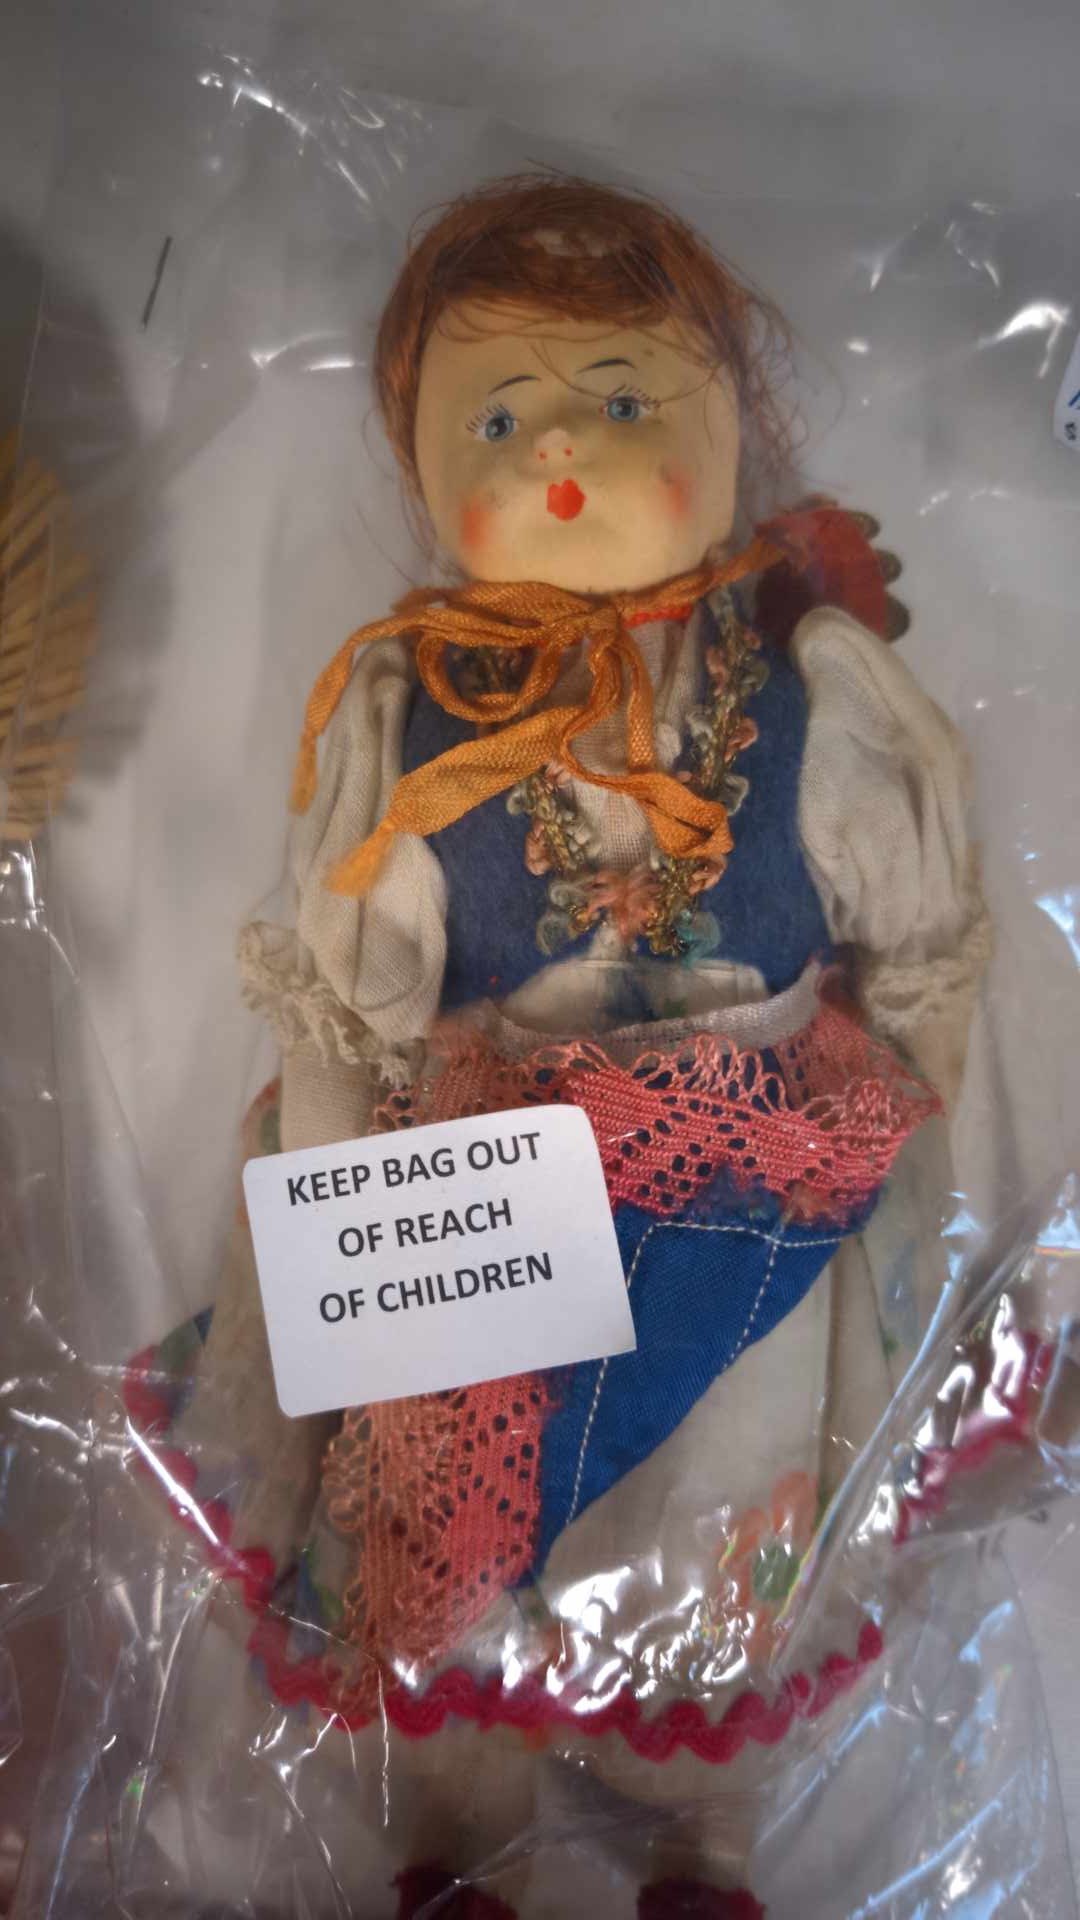 KEEP BAG OUT
OF REACH
OF CHILDREN